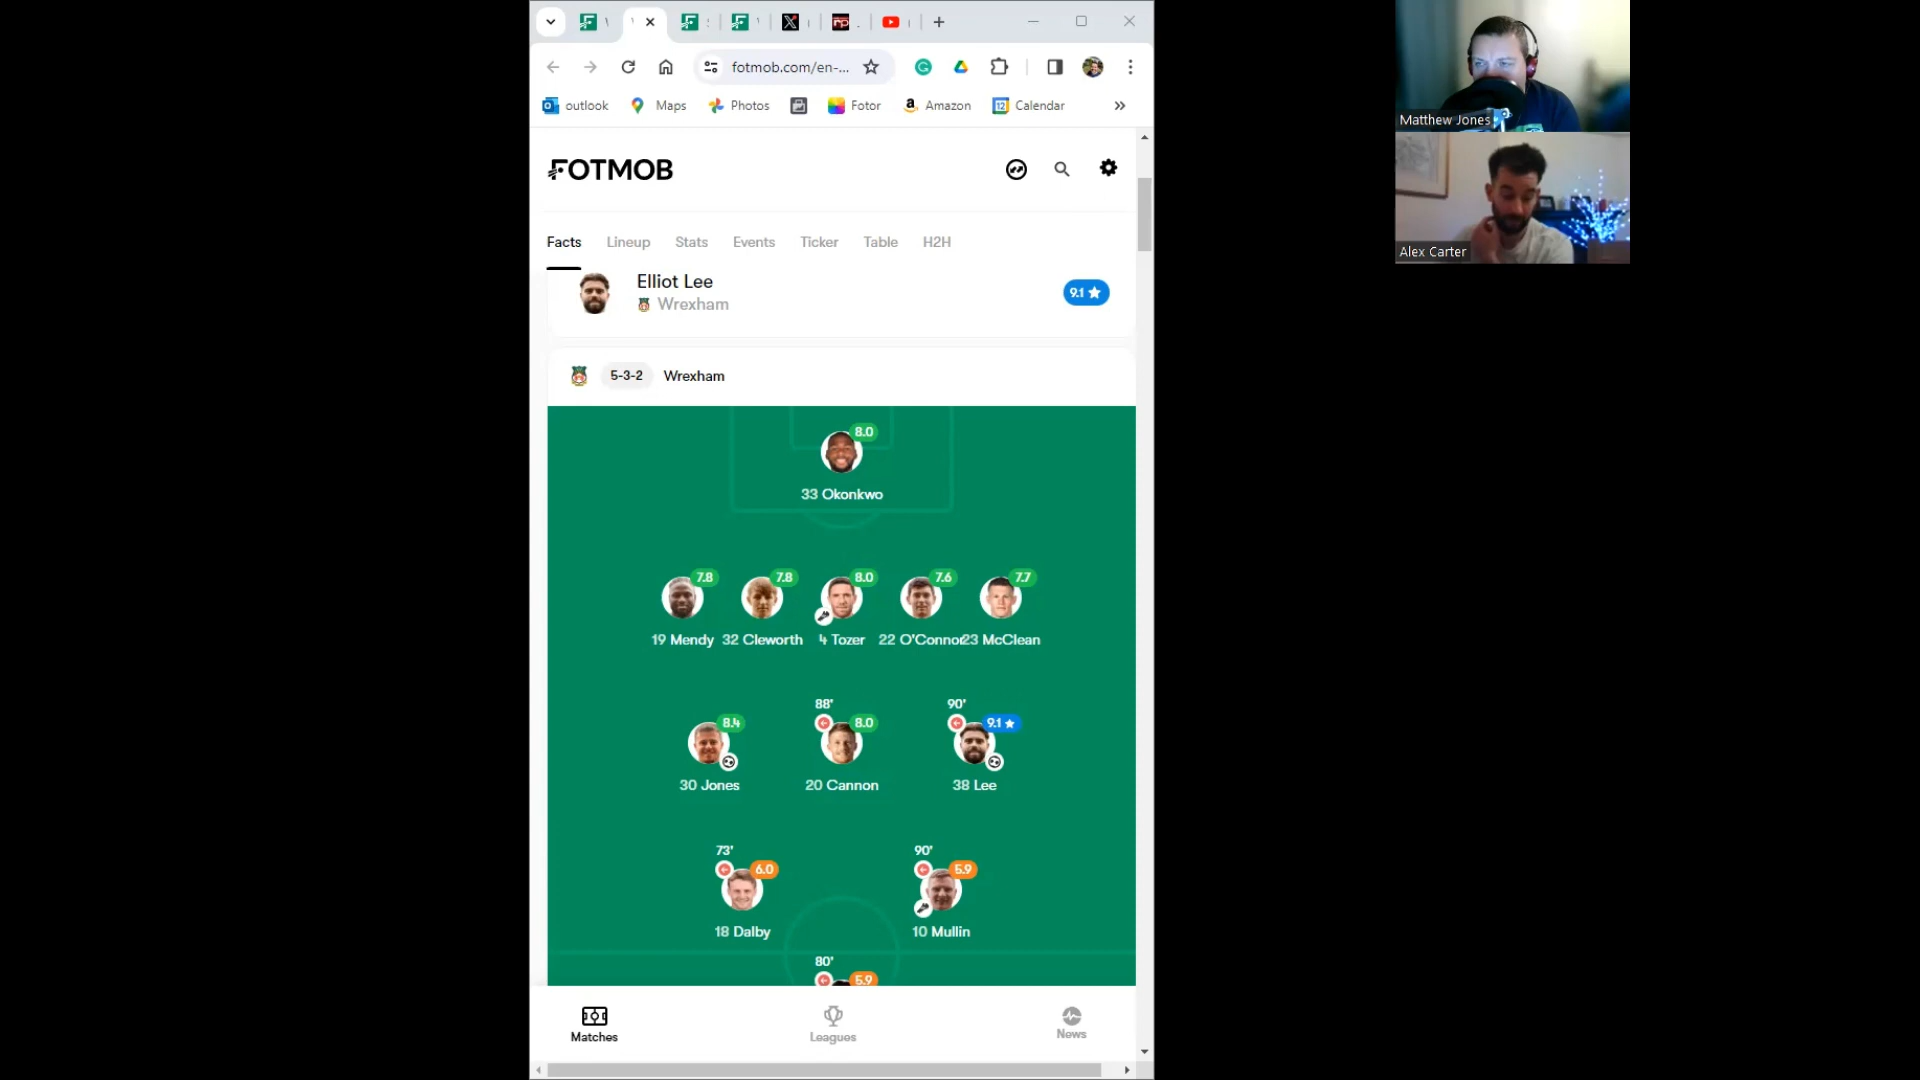 fotmob.com/en-...
outlook Maps Photos Fotor Amazon Calendar »
FOTMOB
Facts Lineup Stats Events Ticker Table H2H
Elliot Lee
Wrexham
9.1
5-3-2 Wrexham
8.0
33 Okonkwo
7.8 7.8 8.0 7.6 7.7
19 Mendy 32 Cleworth 4 Tozer 22 O'Connor 23 McClean
88' 90'
8.4 8.0 9.1
30 Jones 20 Cannon 38 Lee
73' 90'
6.0 5.9
18 Dalby 10 Mullin
80'
5.9
Matches Leagues News
Matthew Jones
Alex Carter